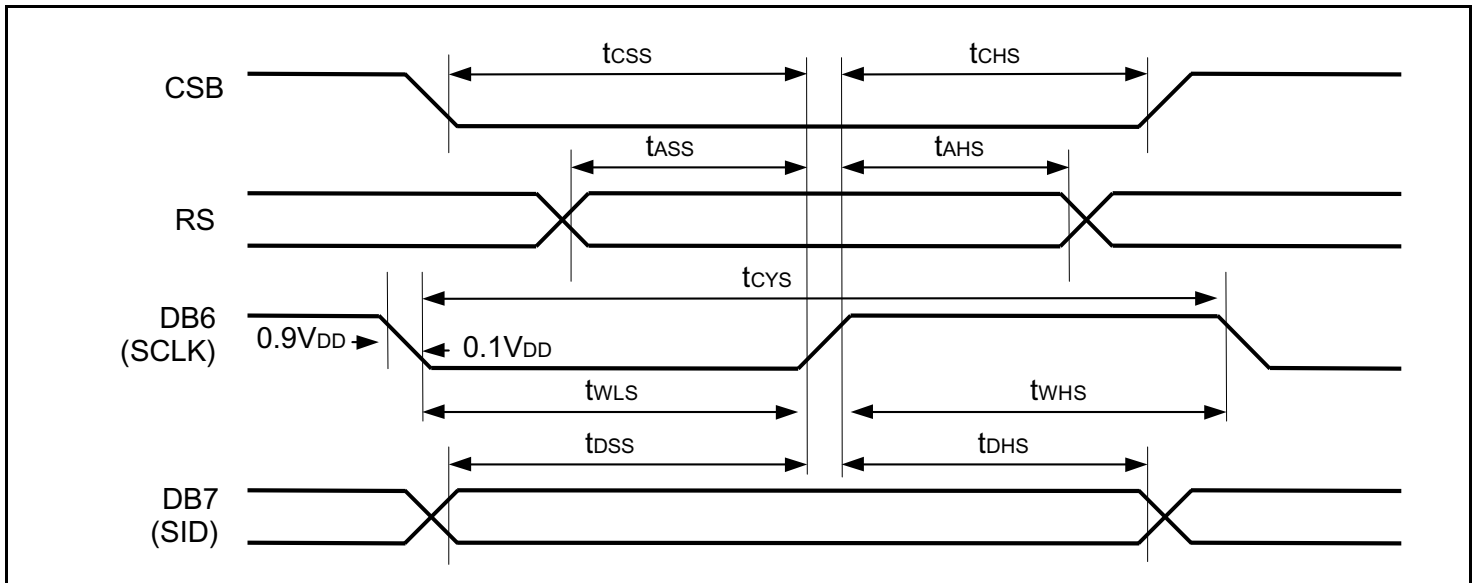 tCSS tCHS
CSB
tASS tAHS
RS
tCYS
DB6
(SCLK)
0.9VDD 0.1VDD
tWLS tWHS
tDSS tDHS
DB7
(SID)